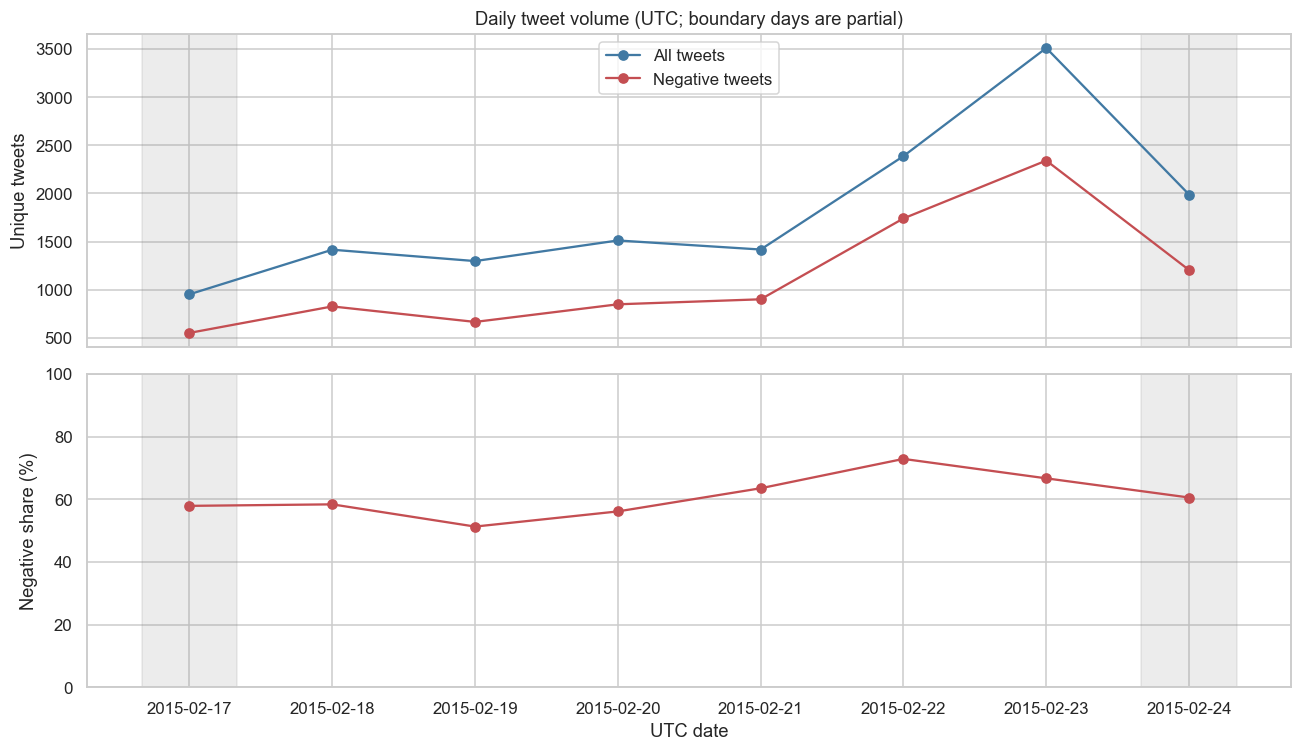 Daily tweet volume (UTC; boundary days are partial)
All tweets
Negative tweets
Unique tweets
3500
3000
2500
2000
1500
1000
500
Negative share (%)
100
80
60
40
20
0
2015-02-17 2015-02-18 2015-02-19 2015-02-20 2015-02-21 2015-02-22 2015-02-23 2015-02-24
UTC date